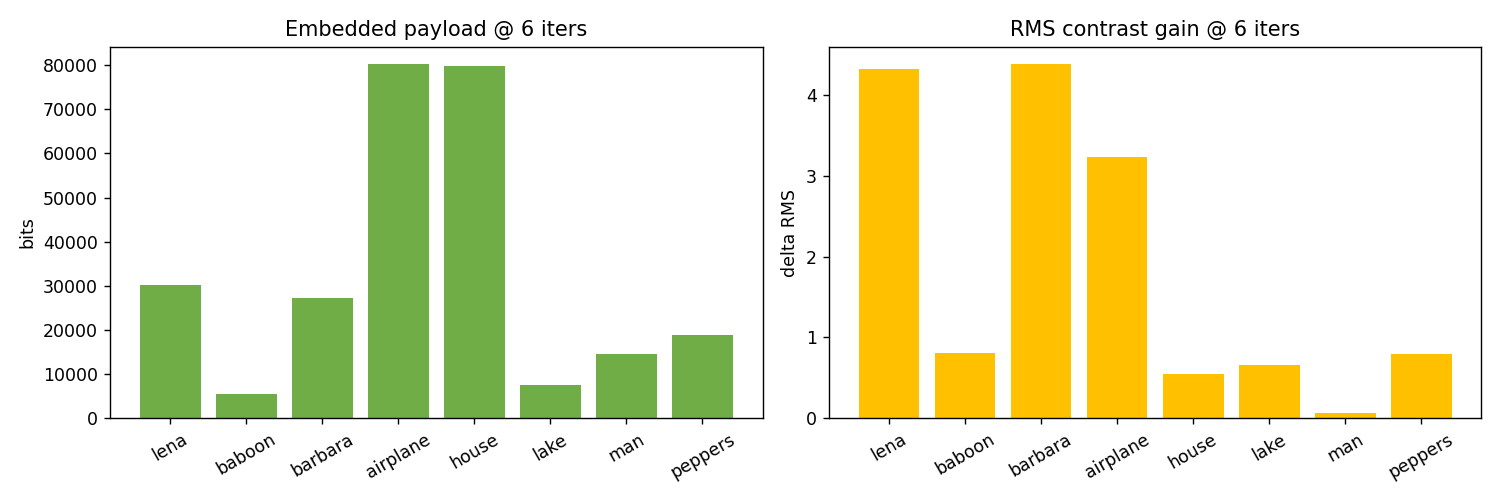 Embedded payload @ 6 iters
bits
80000
70000
60000
50000
40000
30000
20000
10000
0
lena
baboon
barbara
airplane
house
lake
man
peppers
RMS contrast gain @ 6 iters
delta RMS
4
3
2
1
0
lena
baboon
barbara
airplane
house
lake
man
peppers